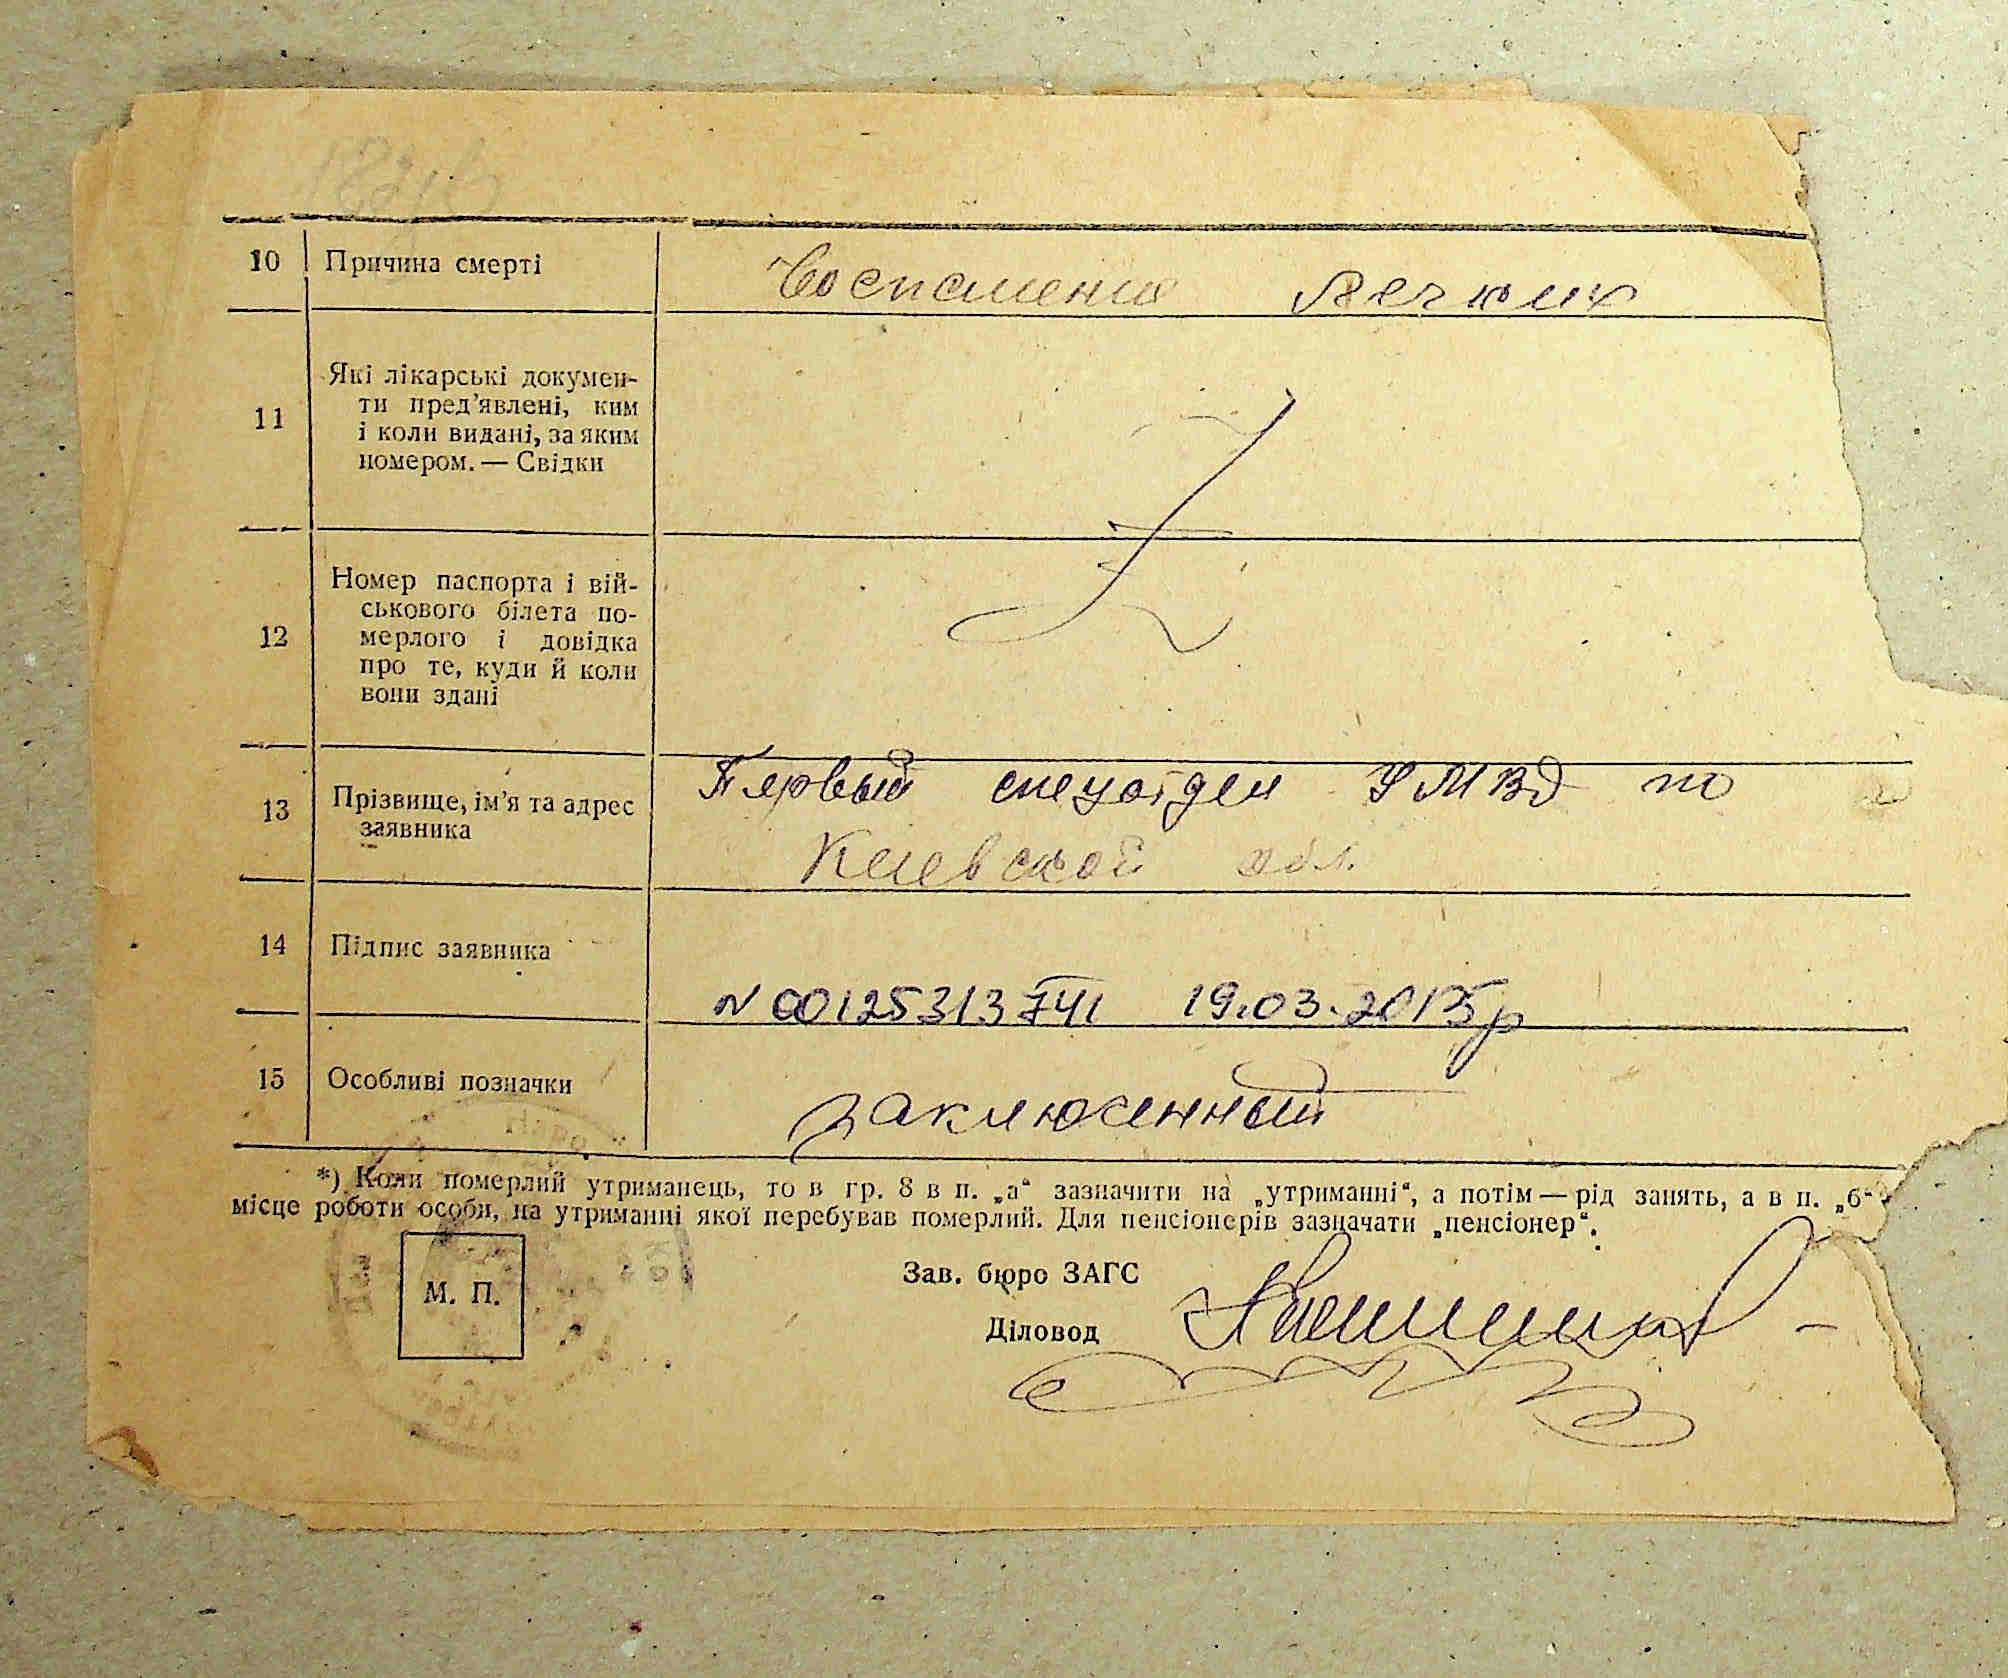 10 Причина смерті Воспаление легких
11 Які лікарські докумен-
ти пред’явлені, ким
і коли видані, за яким
номером. — Свідки
12 Номер паспорта і вій-
ськового білета по-
мерлого і довідка
про те, куди й коли
вони здані
13 Прізвище, ім’я та адрес
заявника
Первый спецотдел УМВД по
Киевской обл.
14 Підпис заявника
N 00125313741 19.03.2015р
15 Особливі позначки заключенный
*) Коли померлий утриманець, то в гр. 8 в п. „а“ зазначити на „утриманні“, а потім — рід занять, а в п. „б“
місце роботи особи, на утриманні якої перебував померлий. Для пенсіонерів зазначати „пенсіонер“.
М. П.
Зав. бюро ЗАГС
Діловод